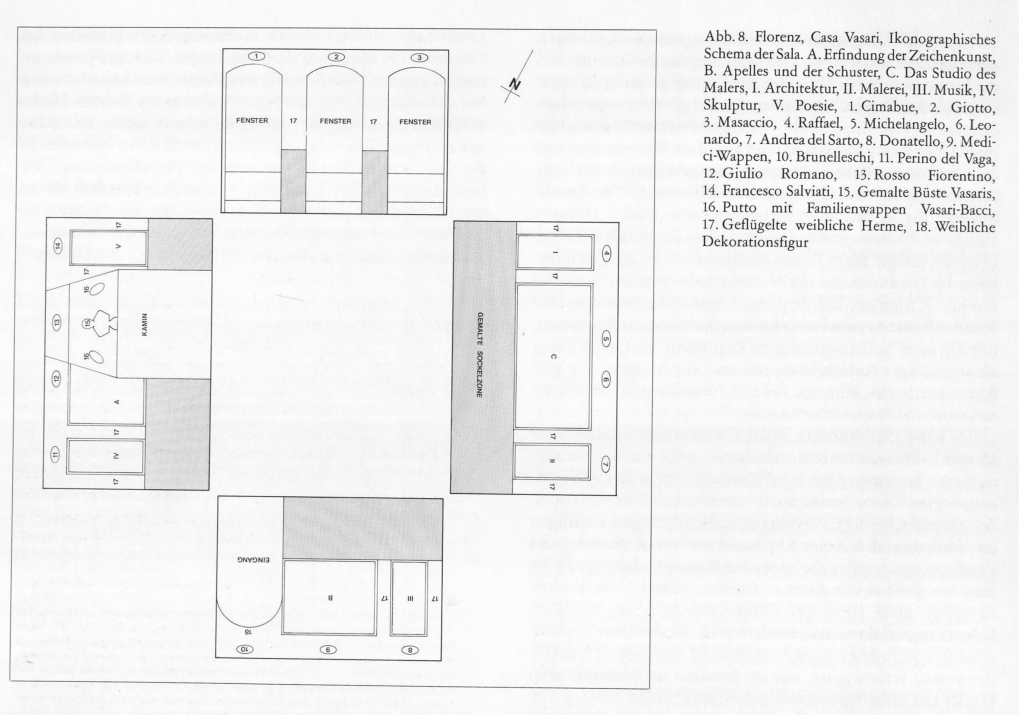 Abb. 8. Florenz, Casa Vasari, Ikonographisches
Schema der Sala. A. Erfindung der Zeichenkunst,
B. Apelles und der Schuster, C. Das Studio des
Malers, I. Architektur, II. Malerei, III. Musik, IV.
Skulptur, V. Poesie, 1. Cimabue, 2. Giotto,
3. Masaccio, 4. Raffael, 5. Michelangelo, 6. Leo-
nardo, 7. Andrea del Sarto, 8. Donatello, 9. Medi-
ci-Wappen, 10. Brunelleschi, 11. Perino del Vaga,
12. Giulio Romano, 13. Rosso Fiorentino,
14. Francesco Salviati, 15. Gemalte Büste Vasaris,
16. Putto mit Familienwappen Vasari-Bacci,
17. Geflügelte weibliche Herme, 18. Weibliche
Dekorationsfigur
1 2 3
FENSTER 17 FENSTER 17 FENSTER
N
14 V 17
17
16
13 15 KAMIN
16
12 A
17
11 IV
17
17
4 I
17
GEMALTE SOCKELZONE
C
5
6
17
7 II
17
EINGANG
B 17 III 17
18
10 9 8